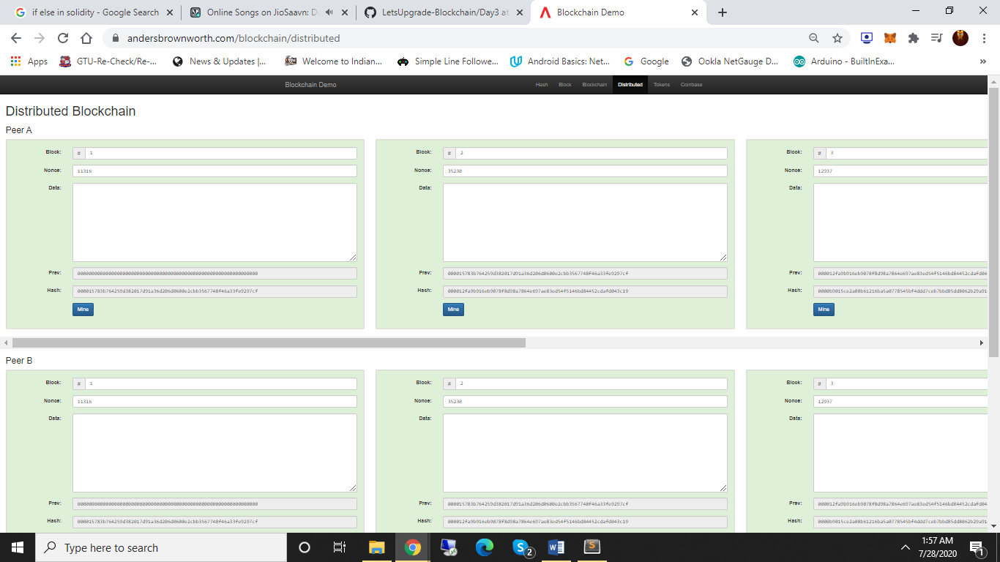 if else in solidity - Google Search
Online Songs on JioSaavn: Do
LetsUpgrade-Blockchain/Day3 at
Blockchain Demo
andersbrownworth.com/blockchain/distributed
Apps
GTU-Re-Check/Re-...
News & Updates |...
Welcome to Indian...
Simple Line Followe...
Android Basics: Net...
Google
Ookla NetGauge D...
Arduino - BuiltInExa...
»
Blockchain Demo
Hash Block Blockchain Distributed Tokens Coinbase
Distributed Blockchain
Peer A
Block: # 1 Block: # 2 Block: # 3
Nonce: 11316 Nonce: 35230 Nonce: 12937
Data: Data: Data:
Prev: 0000000000000000000000000000000000000000000000000000000000000000 Prev: 000015783b764259d382017d91a36d206d0600e2cbb3567748f46a33fe9297cf Prev: 000012fa9b916eb9078f8d98a7864e697ae83ed54f5146bd84452cdafd04
Hash: 000015783b764259d382017d91a36d206d0600e2cbb3567748f46a33fe9297cf Hash: 000012fa9b916eb9078f8d98a7864e697ae83ed54f5146bd84452cdafd043c19 Hash: 0000b9015ce2a08b61216ba5a0778545bf4ddd7ceb7bbd85dd8062b29a91
Mine Mine Mine
Peer B
Block: # 1 Block: # 2 Block: # 3
Nonce: 11316 Nonce: 35230 Nonce: 12937
Data: Data: Data:
Prev: 0000000000000000000000000000000000000000000000000000000000000000 Prev: 000015783b764259d382017d91a36d206d0600e2cbb3567748f46a33fe9297cf Prev: 000012fa9b916eb9078f8d98a7864e697ae83ed54f5146bd84452cdafd04
Hash: 000015783b764259d382017d91a36d206d0600e2cbb3567748f46a33fe9297cf Hash: 000012fa9b916eb9078f8d98a7864e697ae83ed54f5146bd84452cdafd043c19 Hash: 0000b9015ce2a08b61216ba5a0778545bf4ddd7ceb7bbd85dd8062b29a91
Type here to search
2
1:57 AM
7/28/2020
1